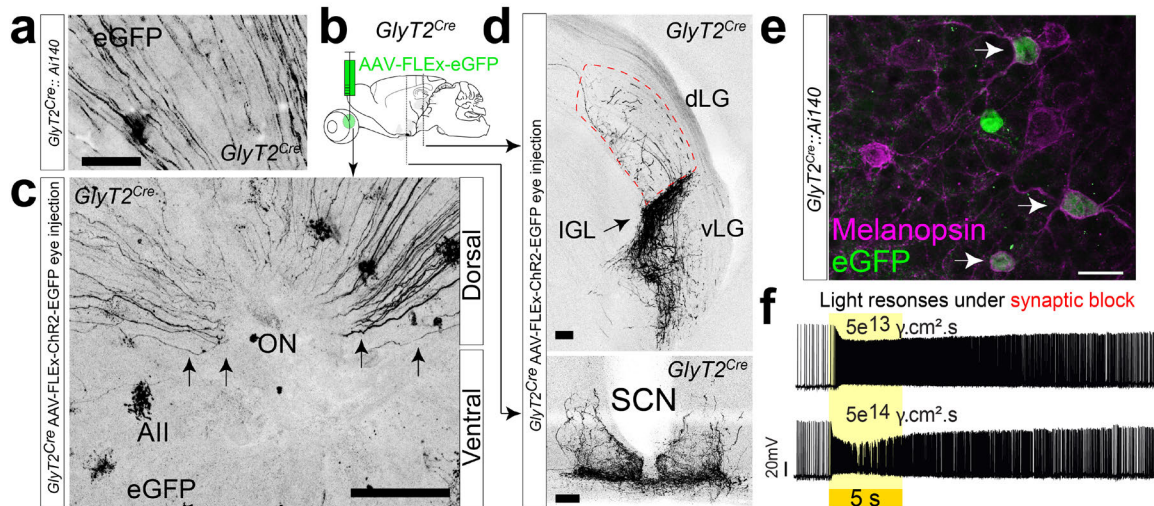 a
GlyT2Cre:: Ai140
eGFP
GlyT2Cre
b
GlyT2Cre
AAV-FLEx-eGFP
c
GlyT2Cre AAV-FLEx-ChR2-EGFP eye injection
GlyT2Cre
ON
AII
eGFP
Dorsal
Ventral
d
GlyT2Cre AAV-FLEx-ChR2-EGFP eye injection
GlyT2Cre
dLG
IGL
vLG
GlyT2Cre
SCN
e
GlyT2Cre::Ai140
Melanopsin
eGFP
f
Light resonses under synaptic block
5e13 γ.cm².s
5e14 γ.cm².s
20mV
5 s